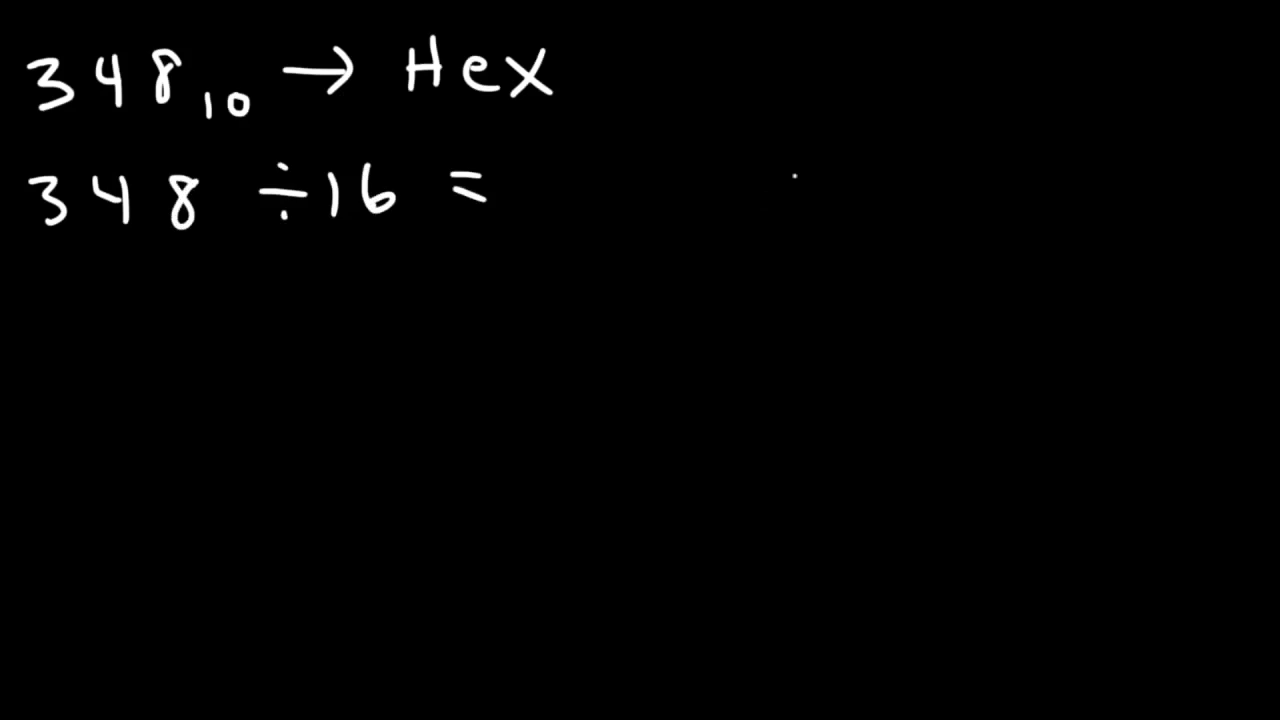 348₁₀ → Hex
348 ÷ 16 =